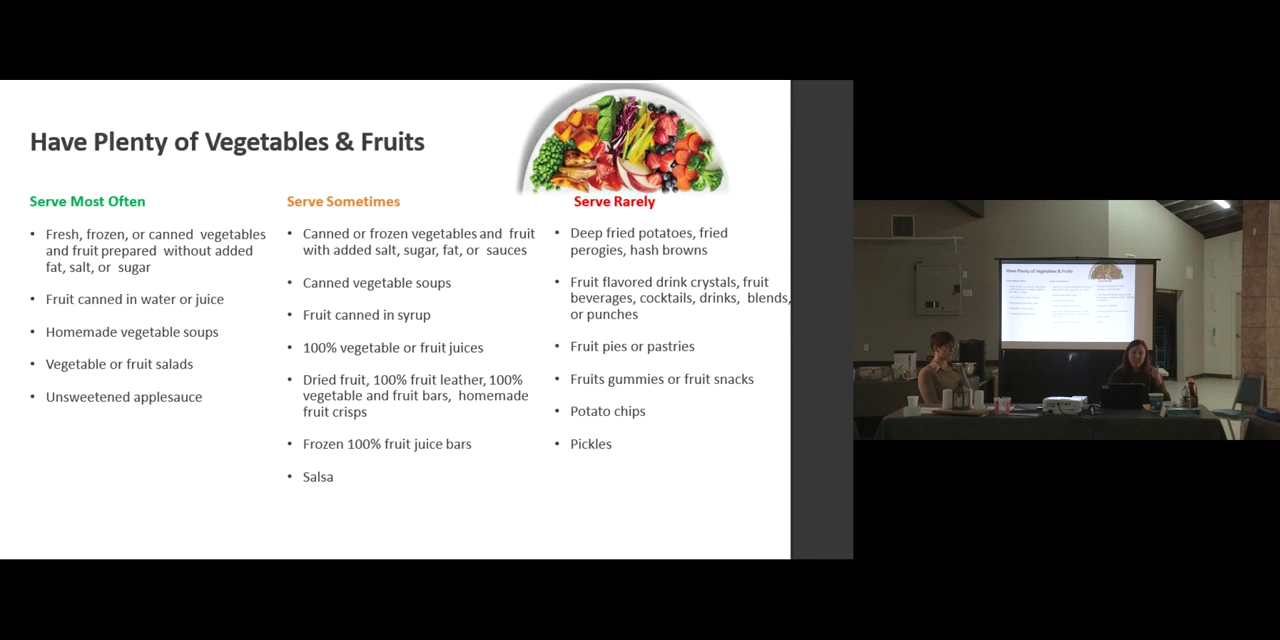 Have Plenty of Vegetables & Fruits
Serve Most Often
• Fresh, frozen, or canned vegetables
and fruit prepared without added
fat, salt, or sugar
• Fruit canned in water or juice
• Homemade vegetable soups
• Vegetable or fruit salads
• Unsweetened applesauce
Serve Sometimes
• Canned or frozen vegetables and fruit
with added salt, sugar, fat, or sauces
• Canned vegetable soups
• Fruit canned in syrup
• 100% vegetable or fruit juices
• Dried fruit, 100% fruit leather, 100%
vegetable and fruit bars, homemade
fruit crisps
• Frozen 100% fruit juice bars
• Salsa
Serve Rarely
• Deep fried potatoes, fried
perogies, hash browns
• Fruit flavored drink crystals, fruit
beverages, cocktails, drinks, blends,
or punches
• Fruit pies or pastries
• Fruits gummies or fruit snacks
• Potato chips
• Pickles
Have Plenty of Vegetables & Fruits